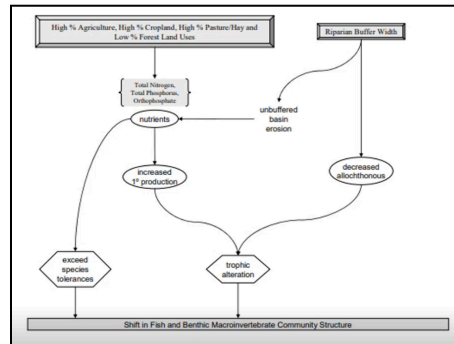 High % Agriculture, High % Cropland, High % Pasture/Hay and
Low % Forest Land Uses
Riparian Buffer Width
Total Nitrogen,
Total Phosphorus,
Orthophosphate
nutrients
unbuffered
basin
erosion
increased
1º production
decreased
allochthonous
exceed
species
tolerances
trophic
alteration
Shift in Fish and Benthic Macroinvertebrate Community Structure